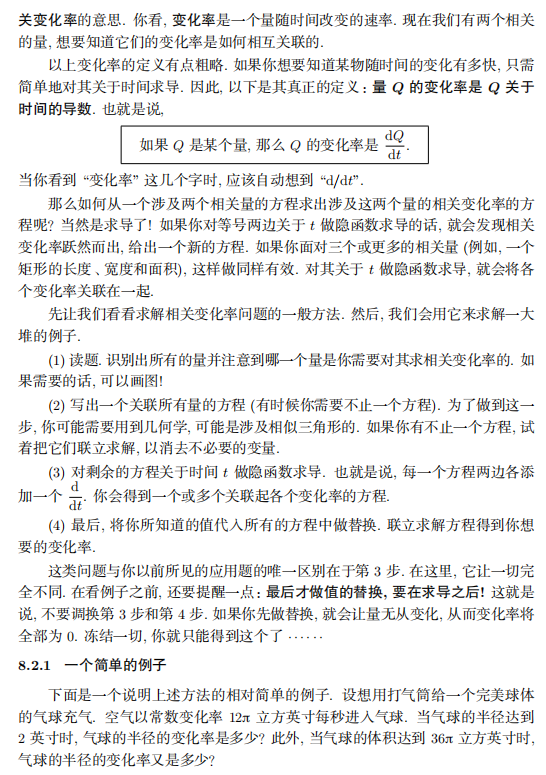 关变化率的意思. 你看, 变化率是一个量随时间改变的速率. 现在我们有两个相关
的量, 想要知道它们的变化率是如何相互关联的.
以上变化率的定义有点粗略. 如果你想要知道某物随时间的变化有多快, 只需
简单地对其关于时间求导. 因此, 以下是其真正的定义：量 Q 的变化率是 Q 关于
时间的导数. 也就是说,
如果 Q 是某个量, 那么 Q 的变化率是 dQ/dt.
当你看到 “变化率” 这几个字时, 应该自动想到 “d/dt”.
那么如何从一个涉及两个相关量的方程求出涉及这两个量的相关变化率的方
程呢? 当然是求导了! 如果你对等号两边关于 t 做隐函数求导的话, 就会发现相关
变化率跃然而出, 给出一个新的方程. 如果你面对三个或更多的相关量 (例如, 一个
矩形的长度、宽度和面积), 这样做同样有效. 对其关于 t 做隐函数求导, 就会将各
个变化率关联在一起.
先让我们看看求解相关变化率问题的一般方法. 然后, 我们会用它来求解一大
堆的例子.
(1) 读题. 识别出所有的量并注意到哪一个量是你需要对其求相关变化率的. 如
果需要的话, 可以画图!
(2) 写出一个关联所有量的方程 (有时候你需要不止一个方程). 为了做到这一
步, 你可能需要用到几何学, 可能是涉及相似三角形的. 如果你有不止一个方程, 试
着把它们联立求解, 以消去不必要的变量.
(3) 对剩余的方程关于时间 t 做隐函数求导. 也就是说, 每一个方程两边各添
加一个 d/dt. 你会得到一个或多个关联起各个变化率的方程.
(4) 最后, 将你所知道的值代入所有的方程中做替换. 联立求解方程得到你想
要的变化率.
这类问题与你以前所见的应用题的唯一区别在于第 3 步. 在这里, 它让一切完
全不同. 在看例子之前, 还要提醒一点：最后才做值的替换, 要在求导之后! 这就是
说, 不要调换第 3 步和第 4 步. 如果你先做替换, 就会让量无从变化, 从而变化率将
全部为 0. 冻结一切, 你就只能得到这个了 ······
8.2.1 一个简单的例子
下面是一个说明上述方法的相对简单的例子. 设想用打气筒给一个完美球体
的气球充气. 空气以常数变化率 12π 立方英寸每秒进入气球. 当气球的半径达到
2 英寸时, 气球的半径的变化率是多少? 此外, 当气球的体积达到 36π 立方英寸时,
气球的半径的变化率又是多少?